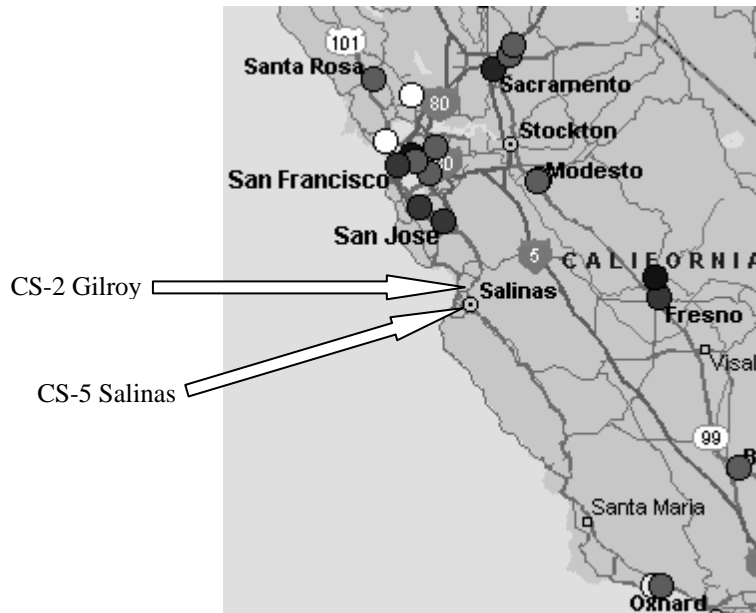 101
Santa Rosa
Sacramento
80
Stockton
San Francisco
Modesto
San Jose
5
CALIFORNIA
CS-2 Gilroy
Salinas
Fresno
CS-5 Salinas
99
Santa Maria
Oxnard